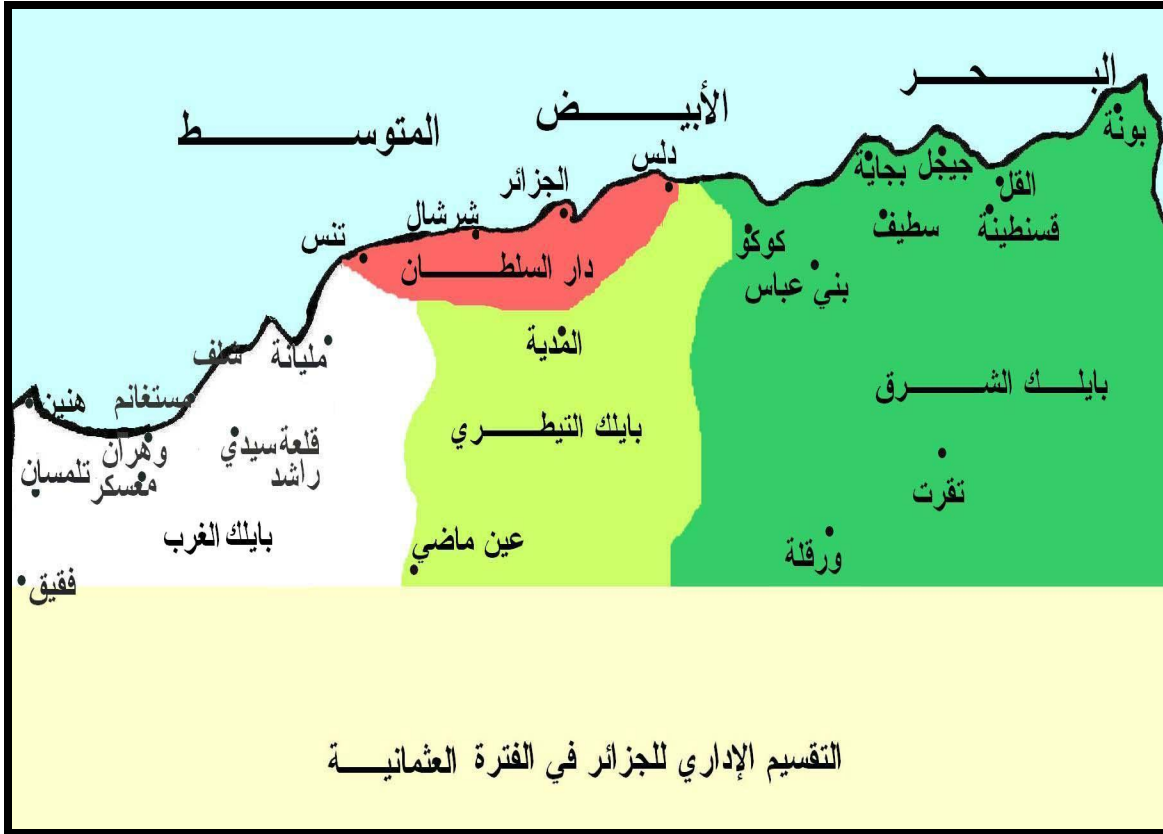 البحر
الأبيض
المتوسط
بونة
جيجل
بجاية
القل
قسنطينة
سطيف
دلس
الجزائر
شرشال
تنس
كوكو
بني عباس
دار السلطان
المدية
مليانة
شلف
مستغانم
هنين
وهران
معسكر
تلمسان
قلعة سيدي
راشد
بايلك الشرق
بايلك التيطري
تقرت
ورقلة
عين ماضي
بايلك الغرب
فقيق
التقسيم الإداري للجزائر في الفترة العثمانية